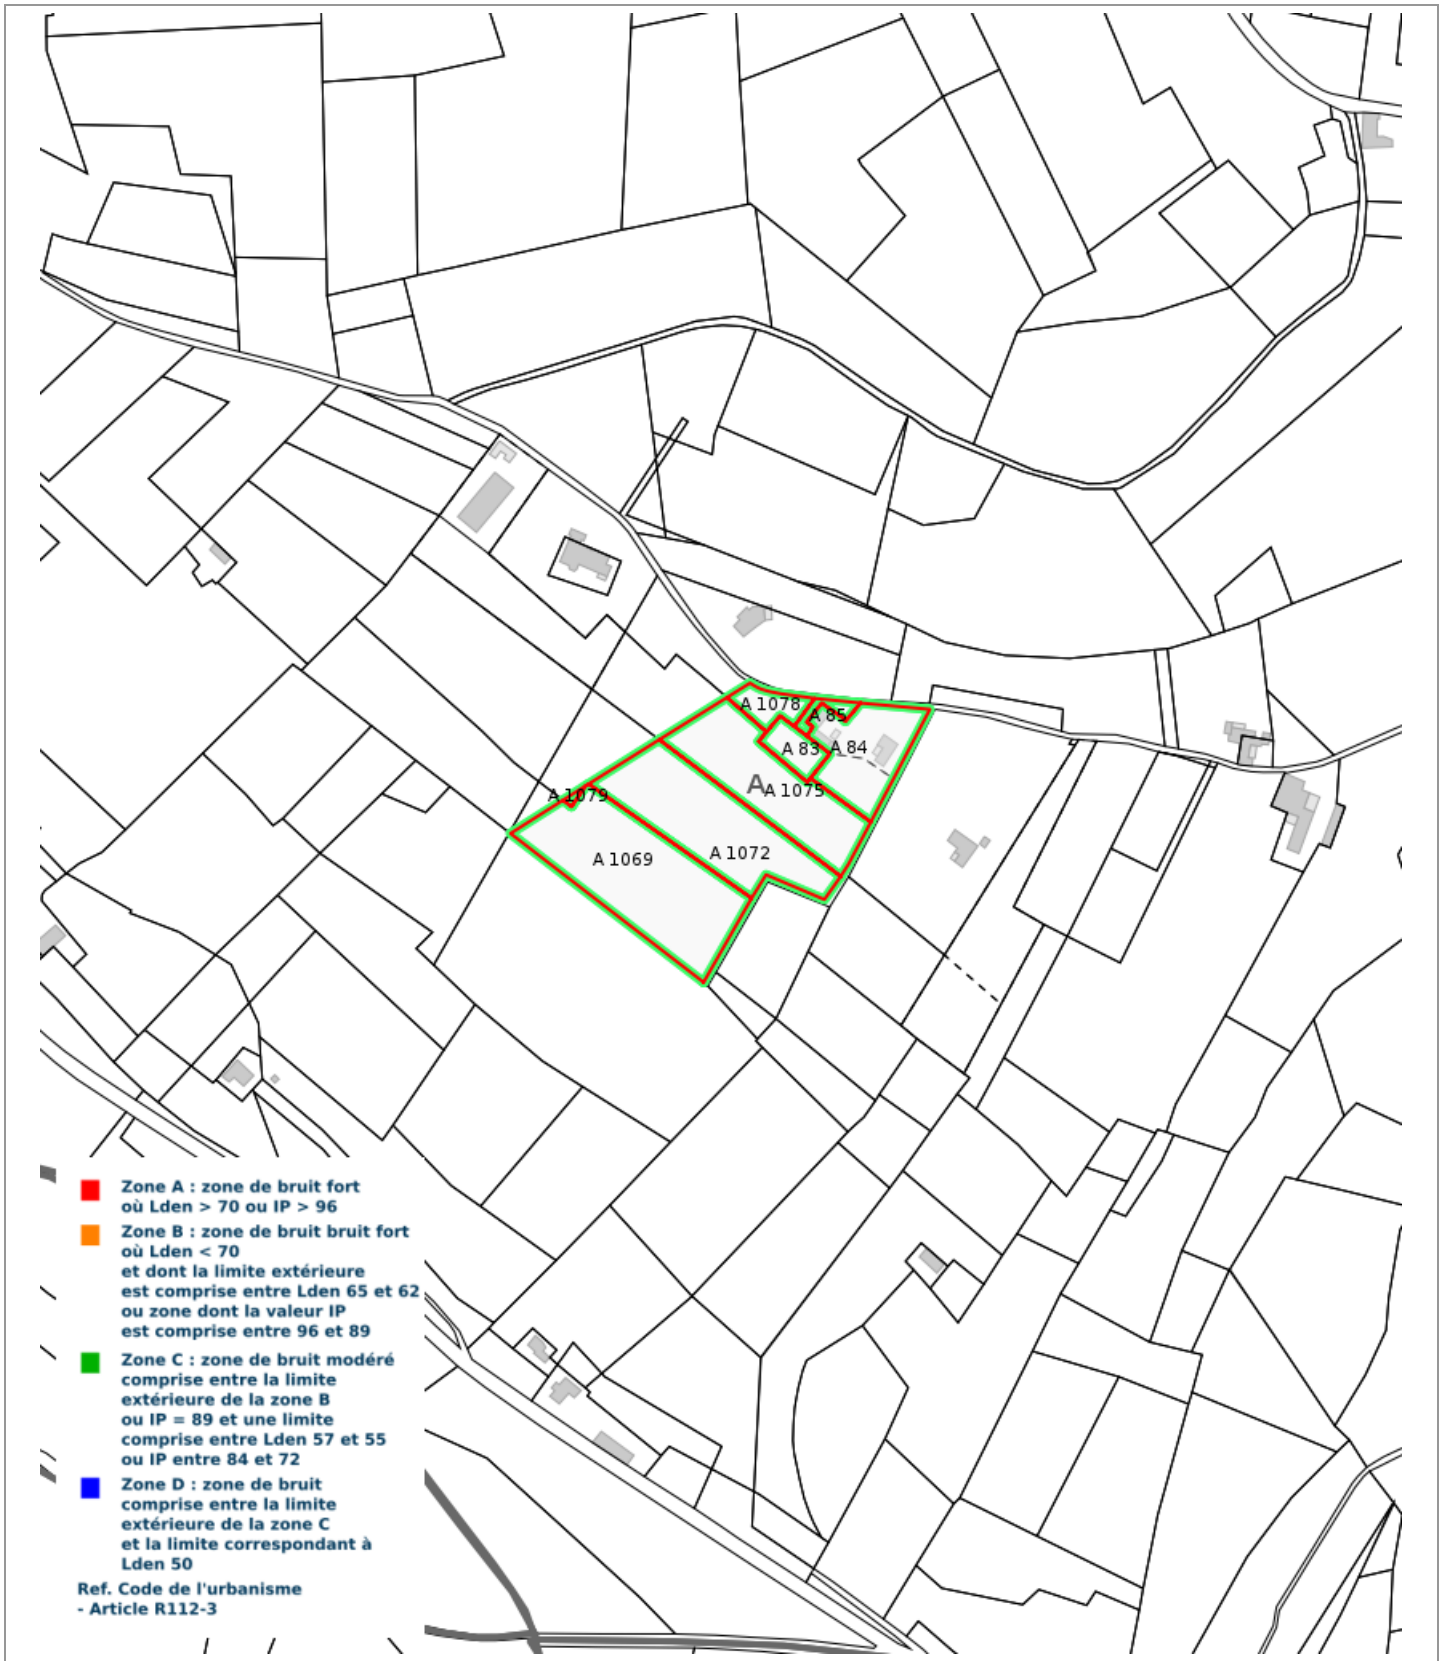 A 1078
A 85
A 83
A 84
A
A 1075
A 1079
A 1072
A 1069
Zone A : zone de bruit fort
où Lden > 70 ou IP > 96
Zone B : zone de bruit bruit fort
où Lden < 70
et dont la limite extérieure
est comprise entre Lden 65 et 62
ou zone dont la valeur IP
est comprise entre 96 et 89
Zone C : zone de bruit modéré
comprise entre la limite
extérieure de la zone B
ou IP = 89 et une limite
comprise entre Lden 57 et 55
ou IP entre 84 et 72
Zone D : zone de bruit
comprise entre la limite
extérieure de la zone C
et la limite correspondant à
Lden 50
Ref. Code de l'urbanisme
- Article R112-3